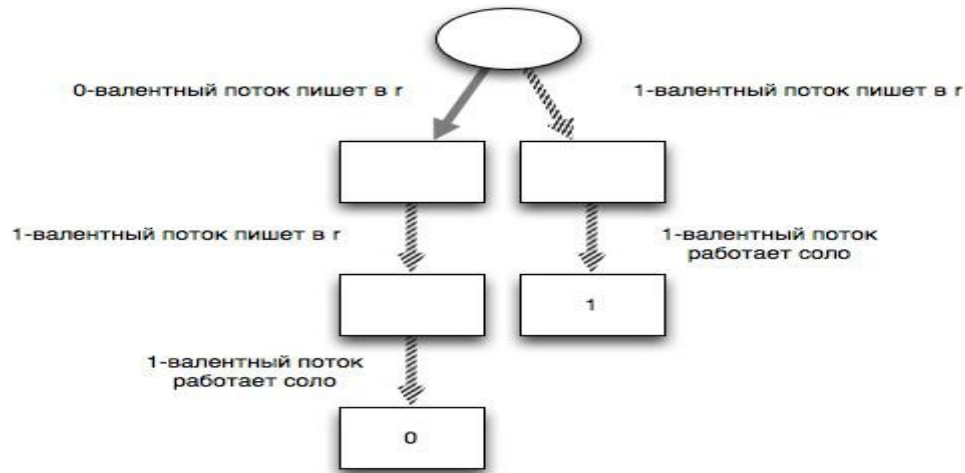 0-валентный поток пишет в r
1-валентный поток пишет в r
1-валентный поток пишет в r
1-валентный поток
работает соло
1
1-валентный поток
работает соло
0